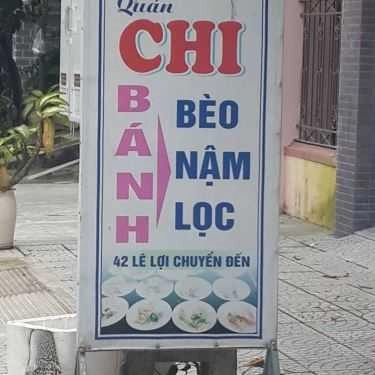 Quán
CHI
BÁNH
BÈO
NẬM
LỌC
42 LÊ LỢI CHUYỂN ĐẾN